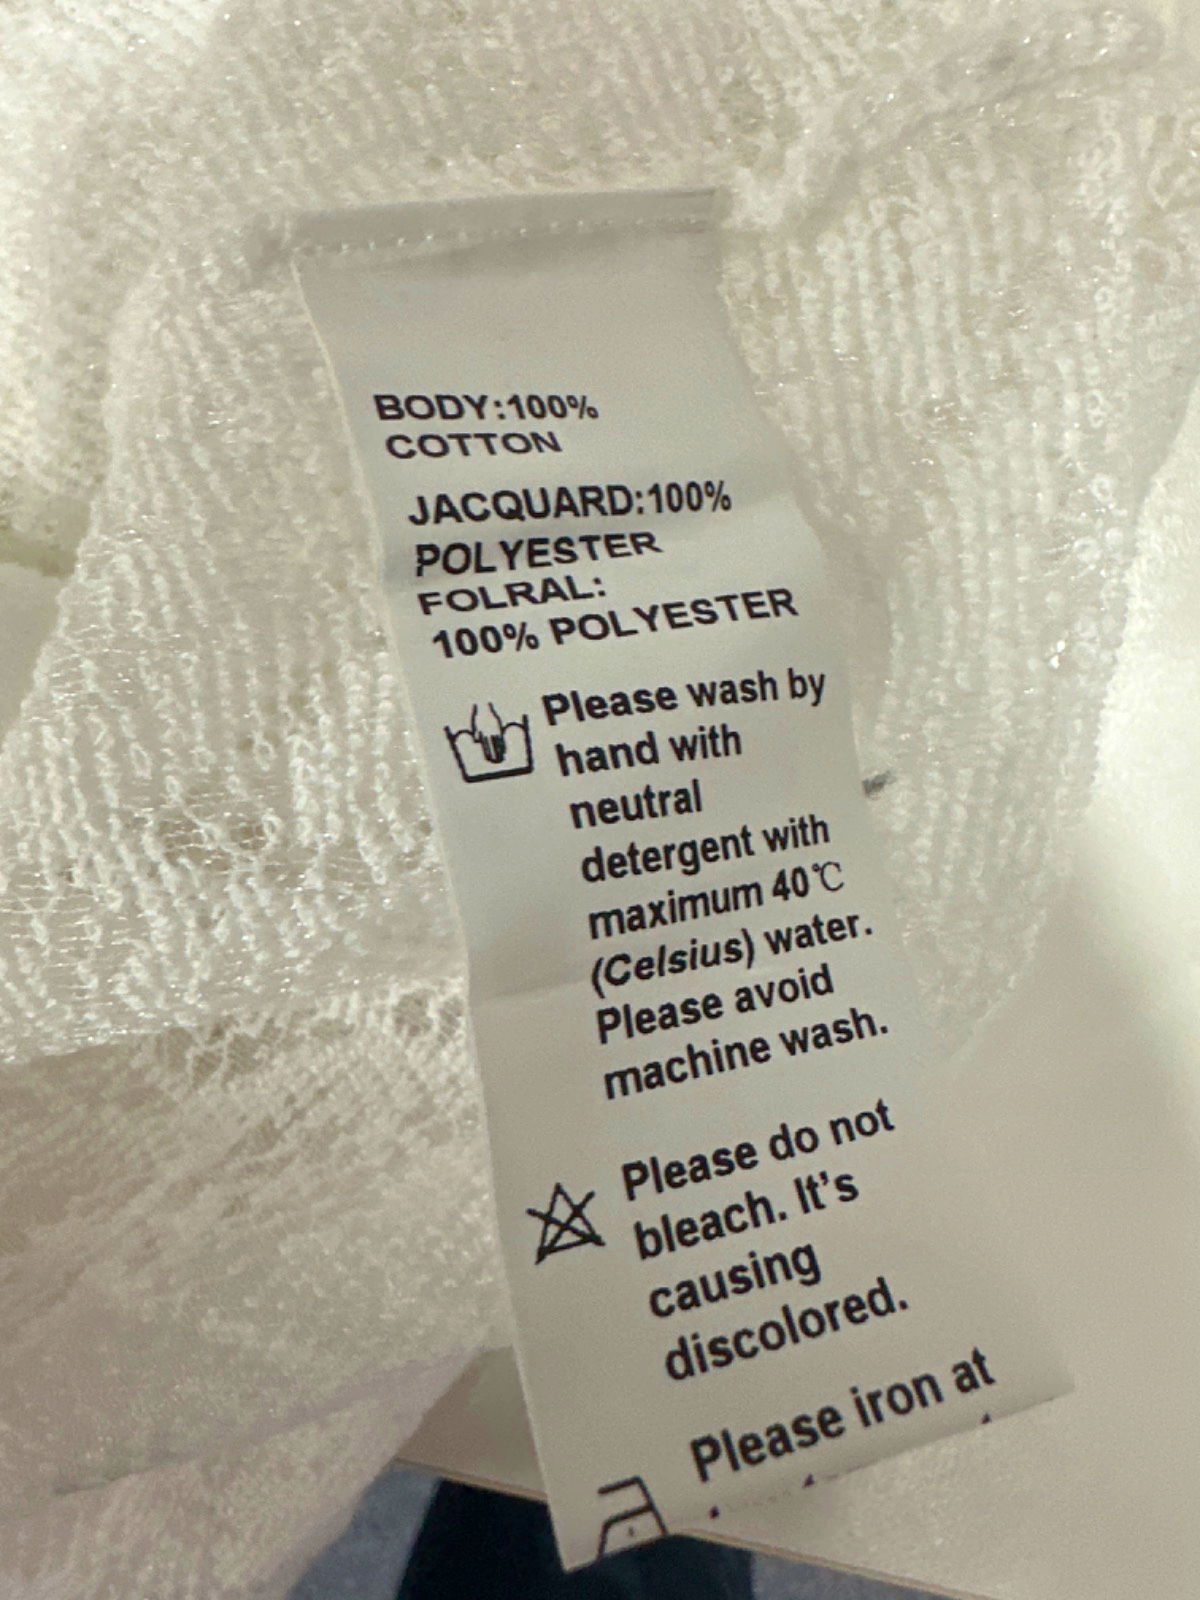 BODY:100%
COTTON
JACQUARD:100%
POLYESTER
FOLRAL:
100% POLYESTER
Please wash by
hand with
neutral
detergent with
maximum 40℃
(Celsius) water.
Please avoid
machine wash.
Please do not
bleach. It's
causing
discolored.
Please iron at